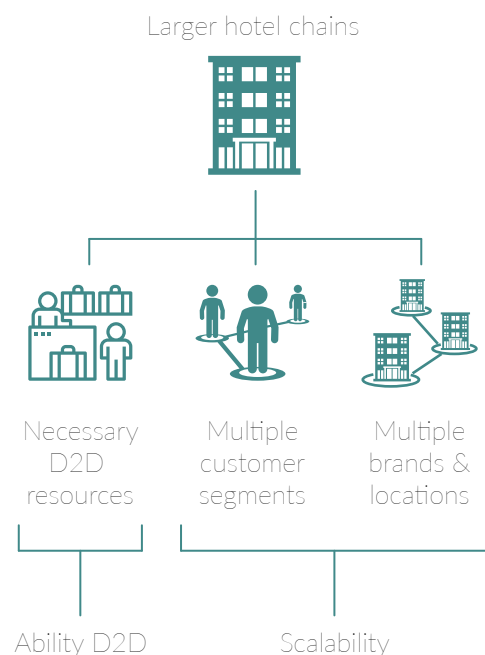 Larger hotel chains
Necessary
D2D
resources
Multiple
customer
segments
Multiple
brands &
locations
Ability D2D
Scalability